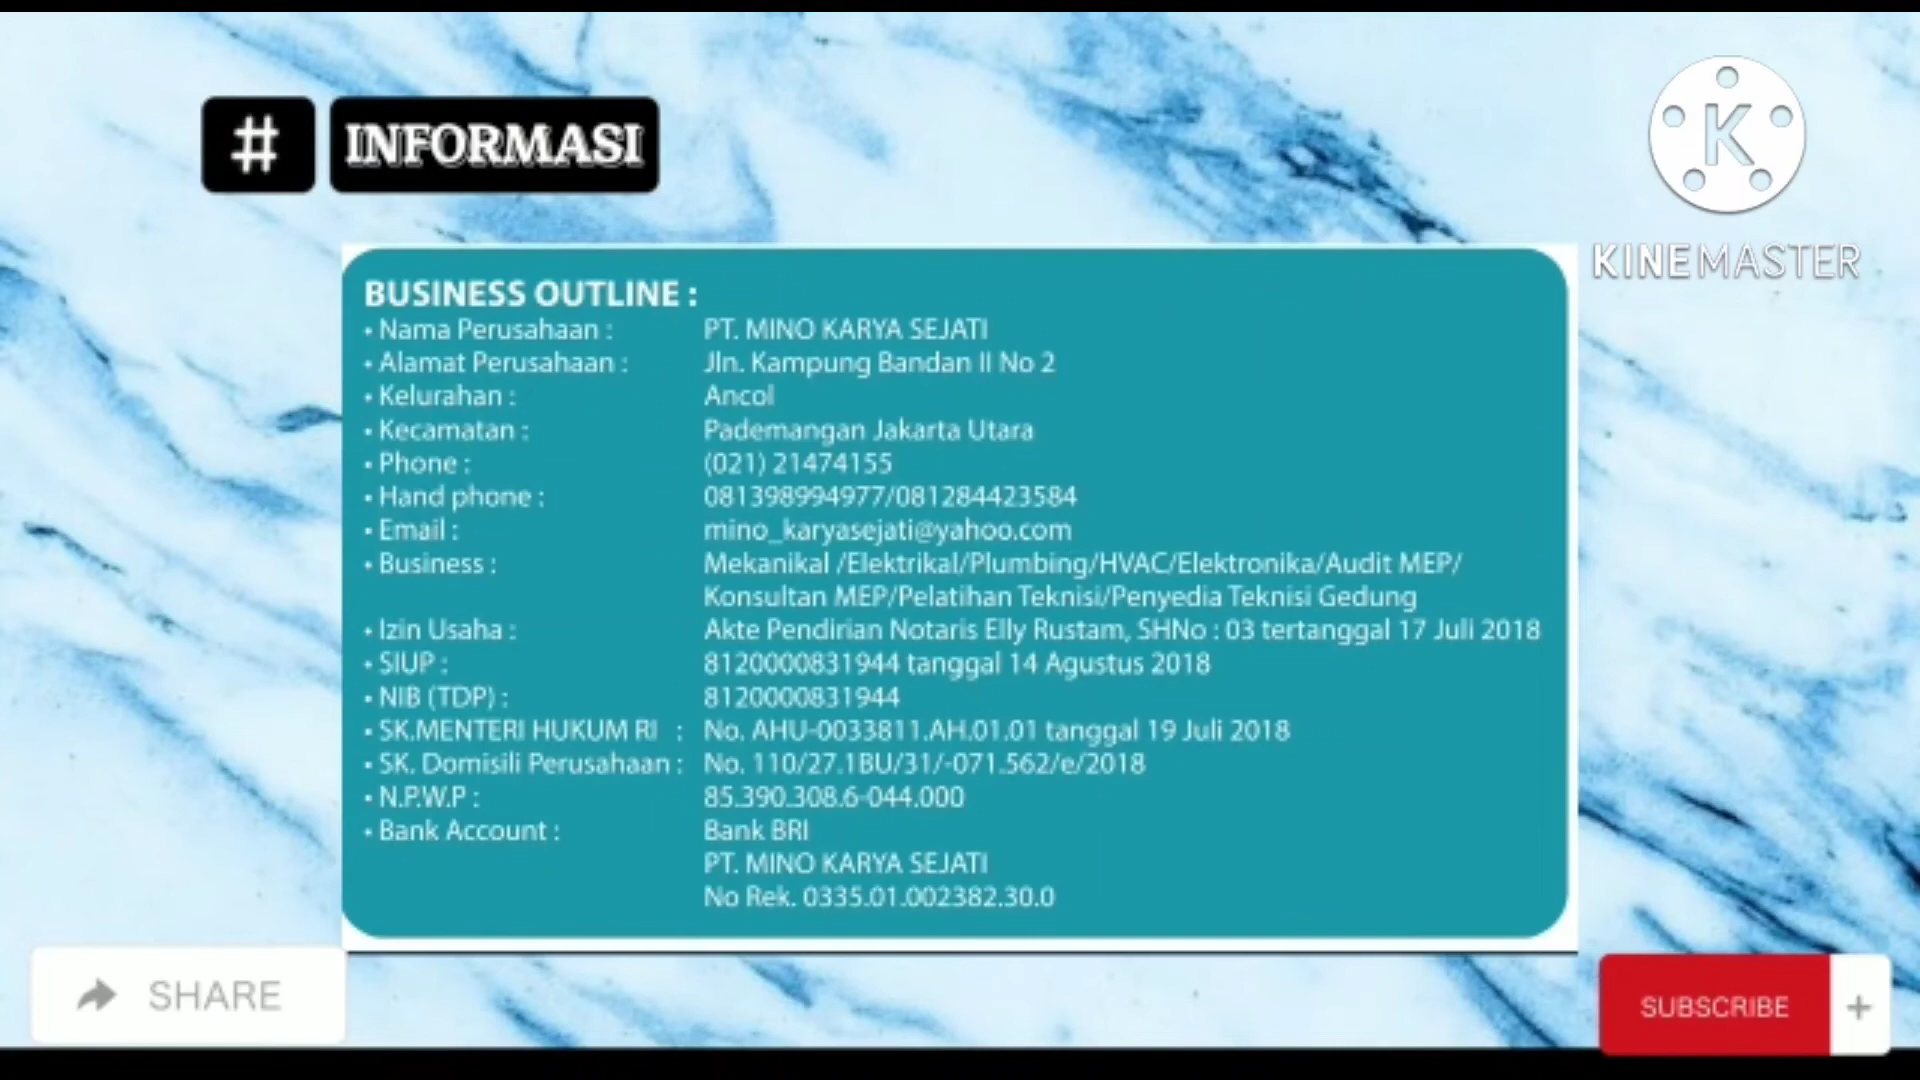 # INFORMASI
K
KINEMASTER
BUSINESS OUTLINE :
• Nama Perusahaan : PT. MINO KARYA SEJATI
• Alamat Perusahaan : Jln. Kampung Bandan II No 2
• Kelurahan : Ancol
• Kecamatan : Pademangan Jakarta Utara
• Phone : (021) 21474155
• Hand phone : 081398994977/081284423584
• Email : mino_karyasejati@yahoo.com
• Business : Mekanikal /Elektrikal/Plumbing/HVAC/Elektronika/Audit MEP/
Konsultan MEP/Pelatihan Teknisi/Penyedia Teknisi Gedung
• Izin Usaha : Akte Pendirian Notaris Elly Rustam, SHNo : 03 tertanggal 17 Juli 2018
• SIUP : 8120000831944 tanggal 14 Agustus 2018
• NIB (TDP) : 8120000831944
• SK.MENTERI HUKUM RI : No. AHU-0033811.AH.01.01 tanggal 19 Juli 2018
• SK. Domisili Perusahaan : No. 110/27.1BU/31/-071.562/e/2018
• N.P.W.P : 85.390.308.6-044.000
• Bank Account : Bank BRI
PT. MINO KARYA SEJATI
No Rek. 0335.01.002382.30.0
SHARE
SUBSCRIBE +